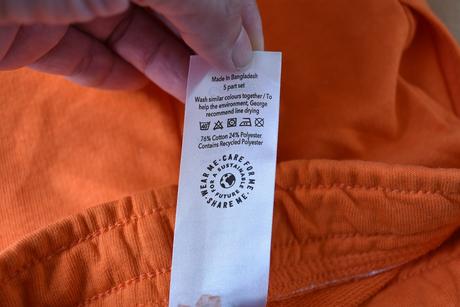 Made In Bangladesh
5 part set
Wash similar colours together / To
help the environment, George
recommend line drying
76% Cotton 24% Polyester
Contains Recycled Polyester
WEAR ME - CARE FOR ME - SHARE ME -
SUSTAINABLE FOR FUTURE